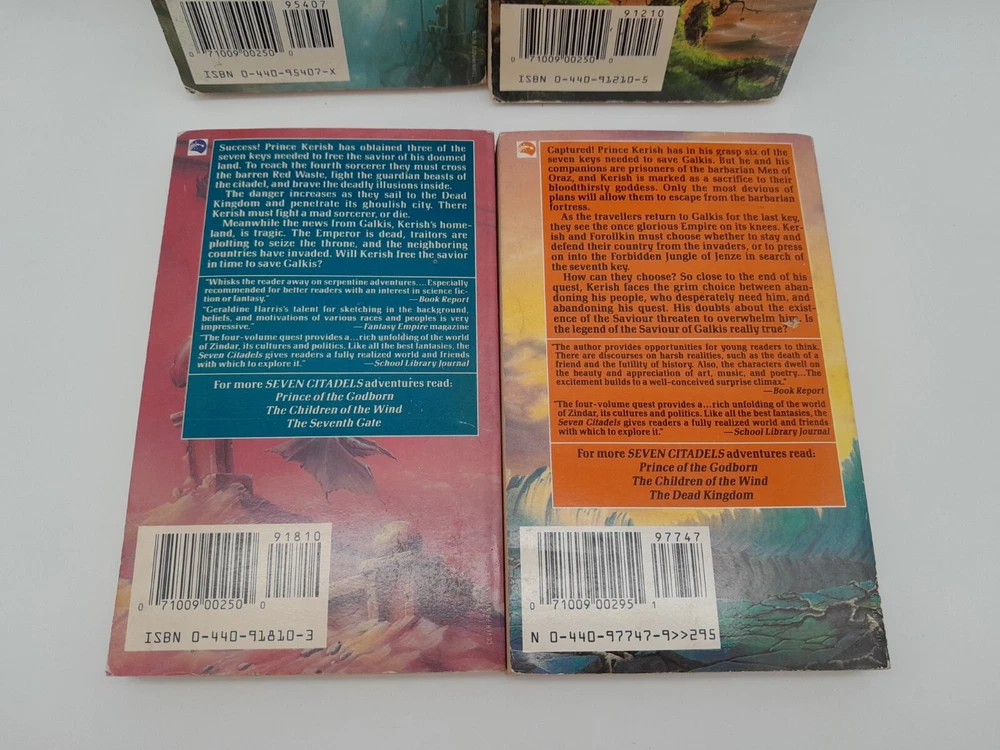 95407
0 71009 00250 0
ISBN 0-440-95407-X
91210
0 71009 00250 0
ISBN 0-440-91210-5
Success! Prince Kerish has obtained three of the
seven keys needed to free the savior of his doomed
land. To reach the fourth sorcerer they must cross
the barren Red Waste, fight the guardian beasts of
the citadel, and brave the deadly illusions inside.
The danger increases as they sail to the Dead
Kingdom and penetrate its ghoulish city. There
Kerish must fight a mad sorcerer, or die.
Meanwhile the news from Galkis, Kerish's home-
land, is tragic. The Emperor is dead, traitors are
plotting to seize the throne, and the neighboring
countries have invaded. Will Kerish free the savior
in time to save Galkis?
"Whisks the reader away on serpentine adventures....Especially
recommended for better readers with an interest in science fic-
tion or fantasy." —Book Report
"Geraldine Harris's talent for sketching in the background,
beliefs, and motivations of various races and peoples is very
impressive." —Fantasy Empire magazine
"The four-volume quest provides a...rich unfolding of the world
of Zindar, its cultures and politics. Like all the best fantasies, the
Seven Citadels gives readers a fully realized world and friends
with which to explore it." —School Library Journal
For more SEVEN CITADELS adventures read:
Prince of the Godborn
The Children of the Wind
The Seventh Gate
91810
0 71009 00250 0
ISBN 0-440-91810-3
Captured! Prince Kerish has in his grasp six of the
seven keys needed to save Galkis. But he and his
companions are prisoners of the barbarian Men of
Oraz, and Kerish is marked as a sacrifice to their
bloodthirsty goddess. Only the most devious of
plans will allow them to escape from the barbarian
fortress.
As the travellers return to Galkis for the last key,
they see the once glorious Empire on its knees. Ker-
ish and Forollkin must choose whether to stay and
defend their country from the invaders, or to press
on into the Forbidden Jungle of Jenze in search of
the seventh key.
How can they choose? So close to the end of his
quest, Kerish faces the grim choice between aban-
doning his people, who desperately need him, and
abandoning his quest. His doubts about the exist-
ence of the Saviour threaten to overwhelm him. Is
the legend of the Saviour of Galkis really true?
"The author provides opportunities for young readers to think.
There are discourses on harsh realities, such as the death of a
friend and the futility of history. Also, the characters dwell on
the beauty and appreciation of art, music, and poetry...The
excitement builds to a well-conceived surprise climax."
—Book Report
"The four-volume quest provides a...rich unfolding of the world
of Zindar, its cultures and politics. Like all the best fantasies, the
Seven Citadels gives readers a fully realized world and friends
with which to explore it." —School Library Journal
For more SEVEN CITADELS adventures read:
Prince of the Godborn
The Children of the Wind
The Dead Kingdom
97747
0 71009 00295 1
N 0-440-97747-9>>295